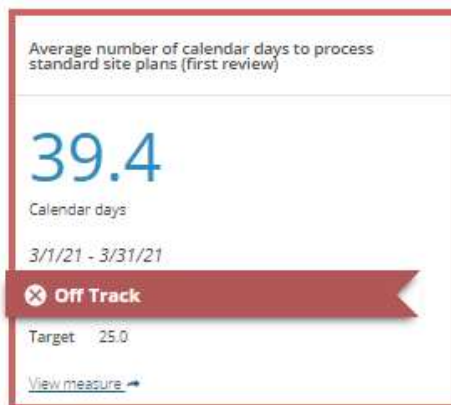 Average number of calendar days to process
standard site plans (first review)
39.4
Calendar days
3/1/21 - 3/31/21
Off Track
Target 25.0
View measure